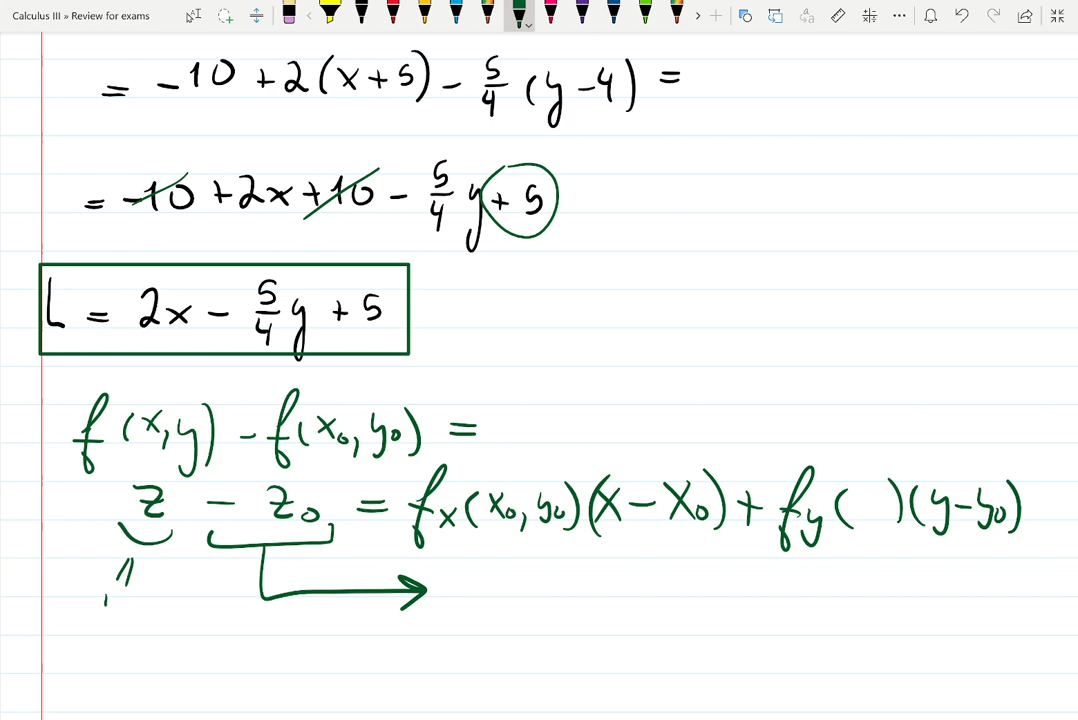 Calculus III » Review for exams
= -10 + 2(x+5) - 5/4 (y-4) =
= -10 + 2x + 10 - 5/4 y + 5
L = 2x - 5/4 y + 5
f(x,y) - f(x₀,y₀) =
z - z₀ = fₓ(x₀,y₀)(x-x₀) + f_y( )(y-y₀)